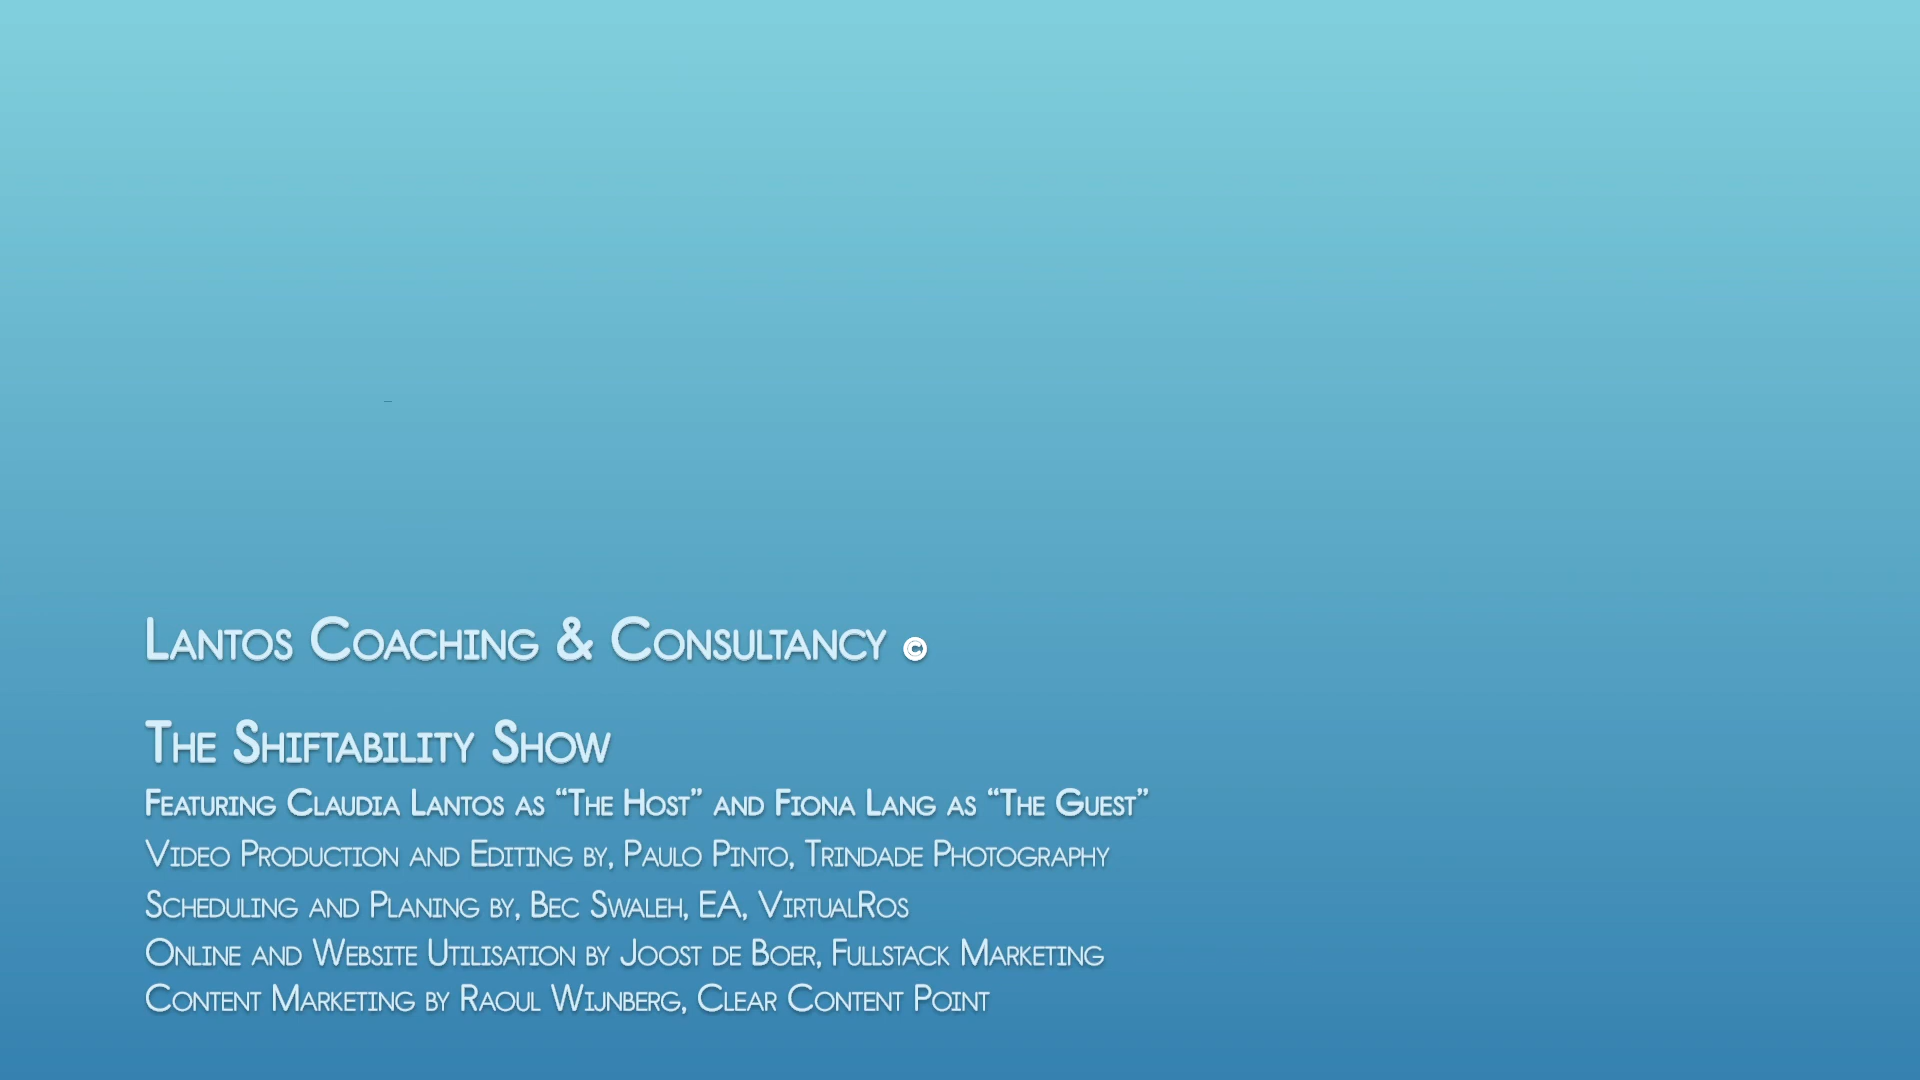 Lantos Coaching & Consultancy ©
The Shiftability Show
Featuring Claudia Lantos as “The Host” and Fiona Lang as “The Guest”
Video Production and Editing by, Paulo Pinto, Trindade Photography
Scheduling and Planing by, Bec Swaleh, EA, VirtualRos
Online and Website Utilisation by Joost de Boer, Fullstack Marketing
Content Marketing by Raoul Wijnberg, Clear Content Point